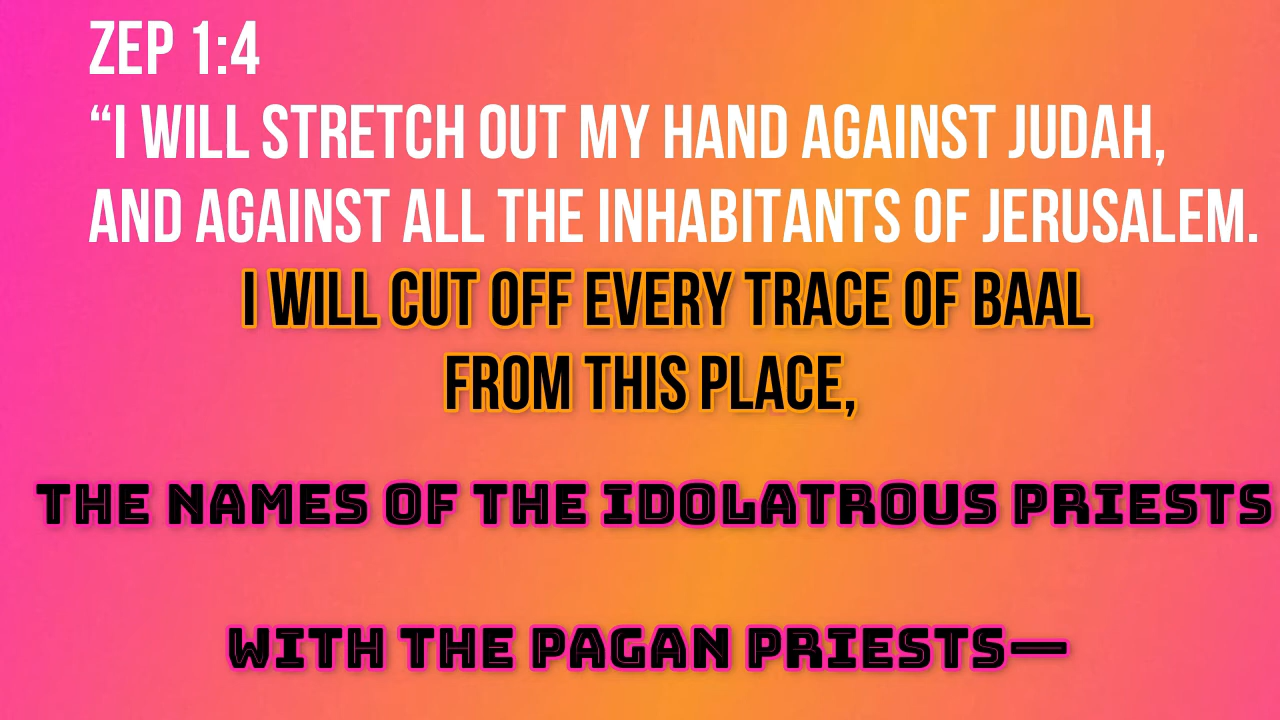 ZEP 1:4
“I WILL STRETCH OUT MY HAND AGAINST JUDAH,
AND AGAINST ALL THE INHABITANTS OF JERUSALEM.
I WILL CUT OFF EVERY TRACE OF BAAL
FROM THIS PLACE,
THE NAMES OF THE IDOLATROUS PRIESTS
WITH THE PAGAN PRIESTS—